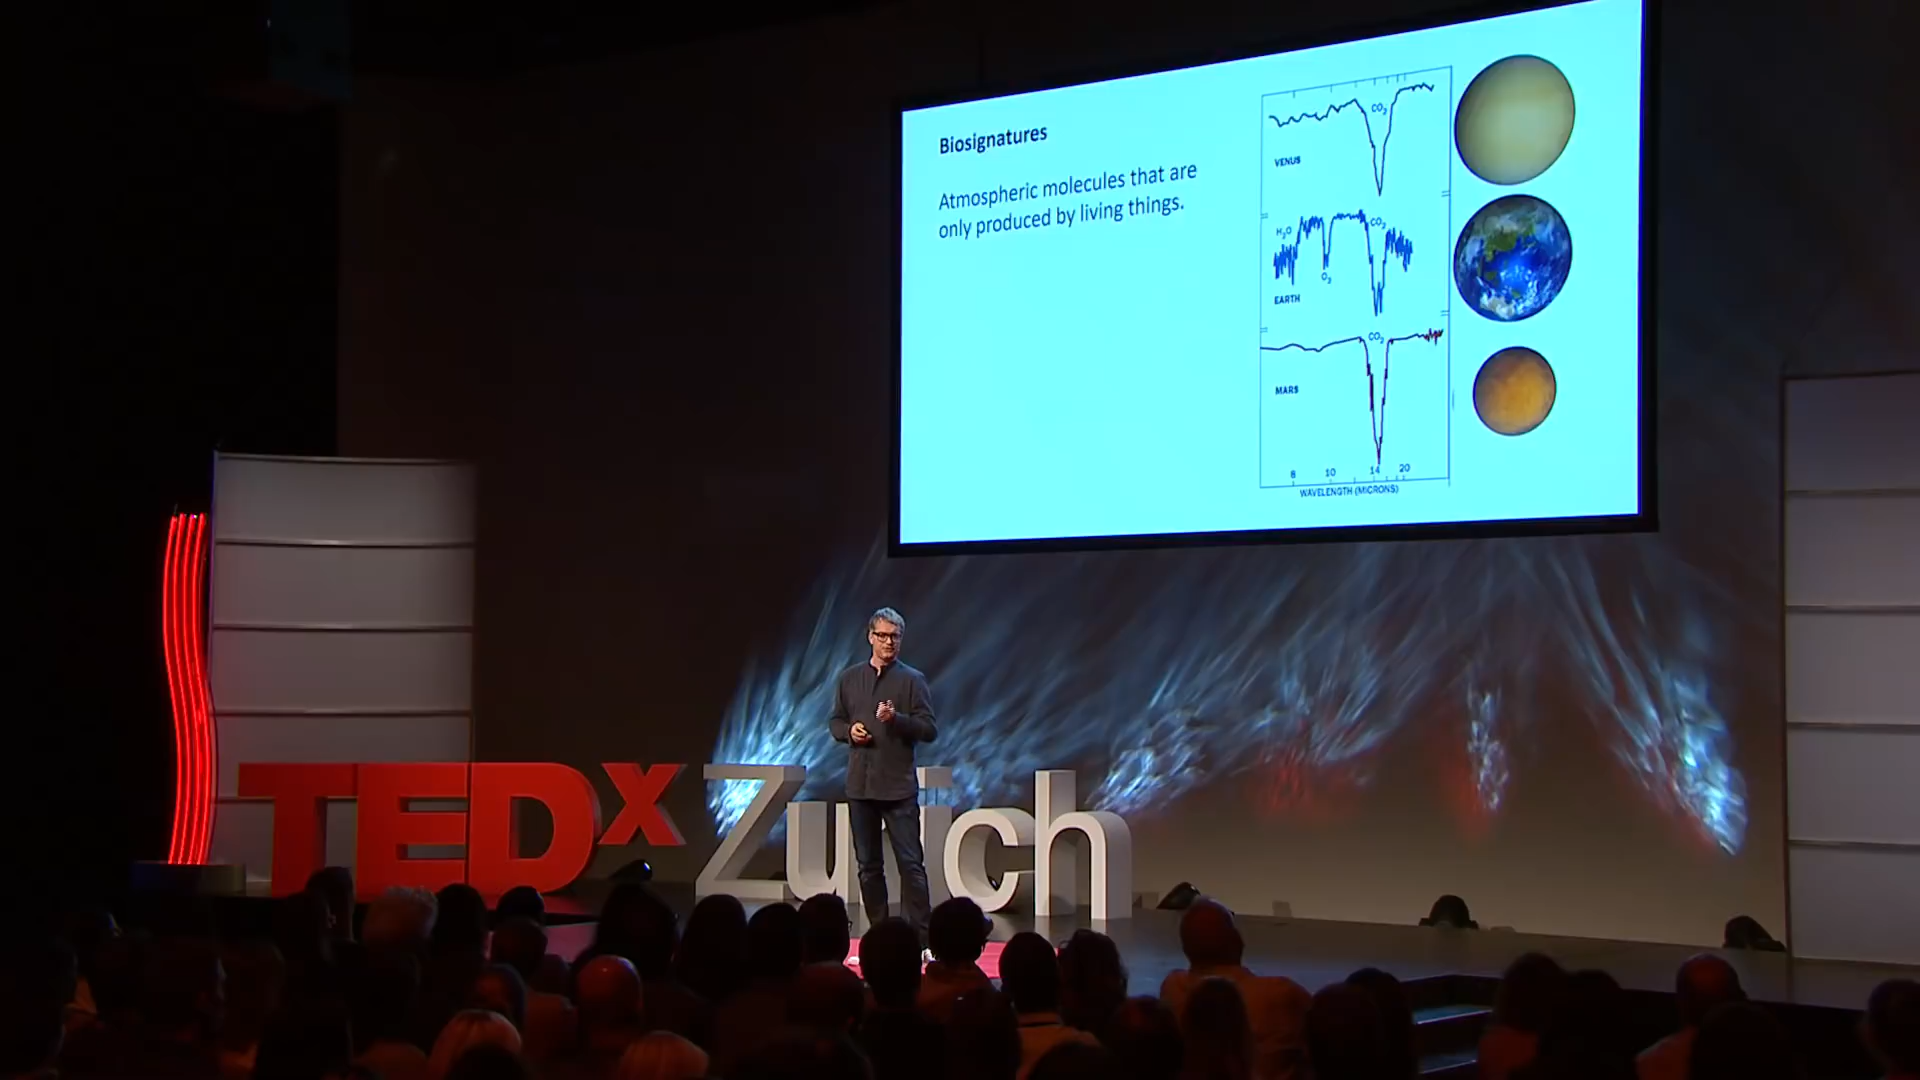 Biosignatures
Atmospheric molecules that are
only produced by living things.
CO2
VENUS
H2O
CO2
O3
EARTH
CO2
MARS
8 10 14 20
WAVELENGTH (MICRONS)
TEDx Zurich